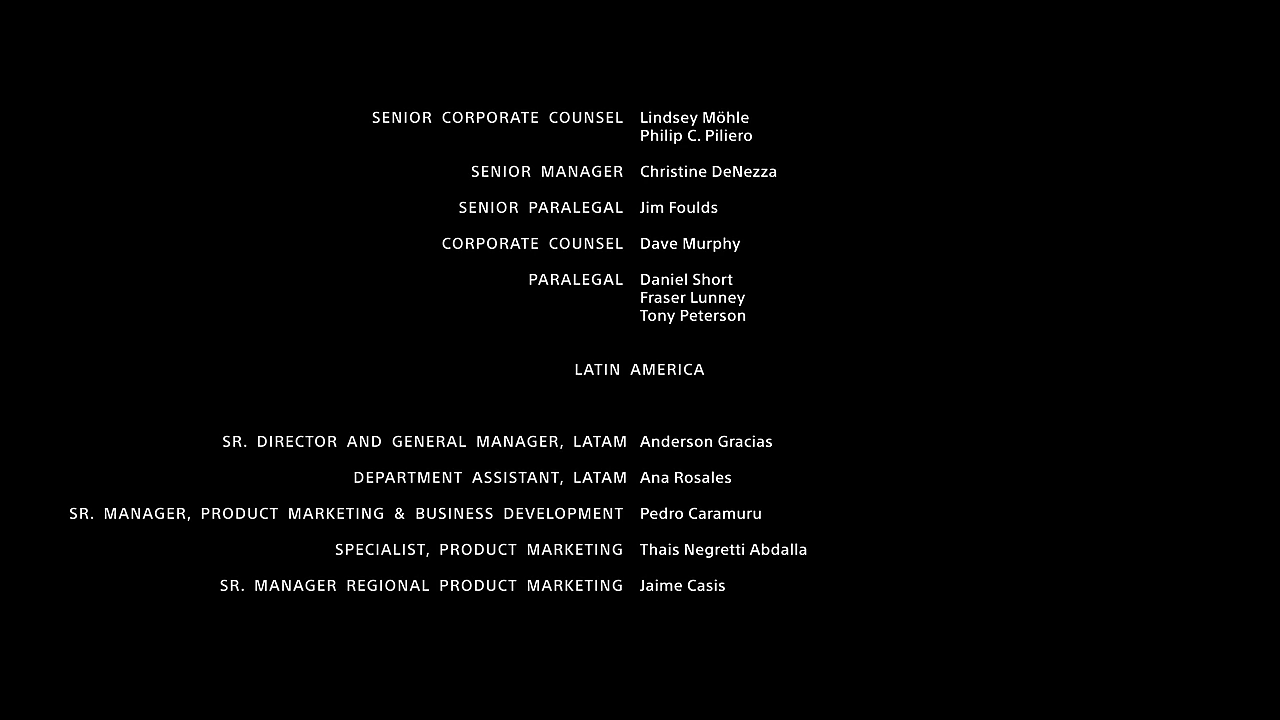 SENIOR CORPORATE COUNSEL Lindsey Möhle
Philip C. Piliero
SENIOR MANAGER Christine DeNezza
SENIOR PARALEGAL Jim Foulds
CORPORATE COUNSEL Dave Murphy
PARALEGAL Daniel Short
Fraser Lunney
Tony Peterson
LATIN AMERICA
SR. DIRECTOR AND GENERAL MANAGER, LATAM Anderson Gracias
DEPARTMENT ASSISTANT, LATAM Ana Rosales
SR. MANAGER, PRODUCT MARKETING & BUSINESS DEVELOPMENT Pedro Caramuru
SPECIALIST, PRODUCT MARKETING Thais Negretti Abdalla
SR. MANAGER REGIONAL PRODUCT MARKETING Jaime Casis